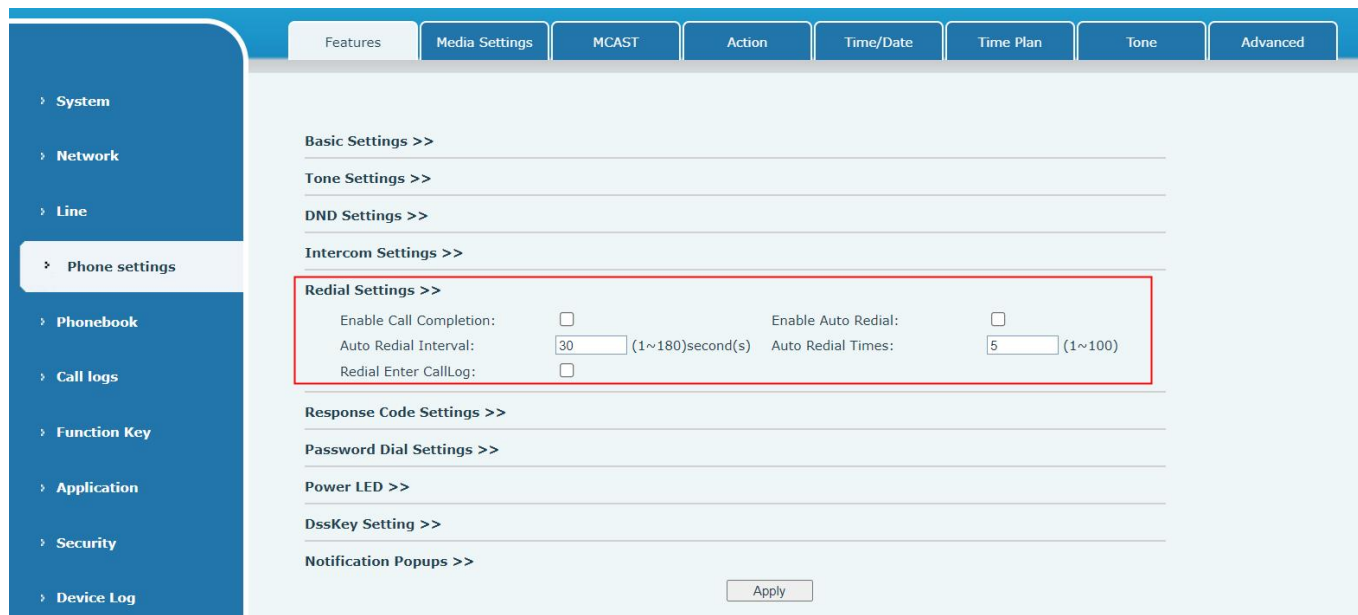 Features Media Settings MCAST Action Time/Date Time Plan Tone Advanced
System
Network
Line
Phone settings
Phonebook
Call logs
Function Key
Application
Security
Device Log
Basic Settings >>
Tone Settings >>
DND Settings >>
Intercom Settings >>
Redial Settings >>
Enable Call Completion: Enable Auto Redial:
Auto Redial Interval: 30 (1~180)second(s) Auto Redial Times: 5 (1~100)
Redial Enter CallLog:
Response Code Settings >>
Password Dial Settings >>
Power LED >>
DssKey Setting >>
Notification Popups >>
Apply